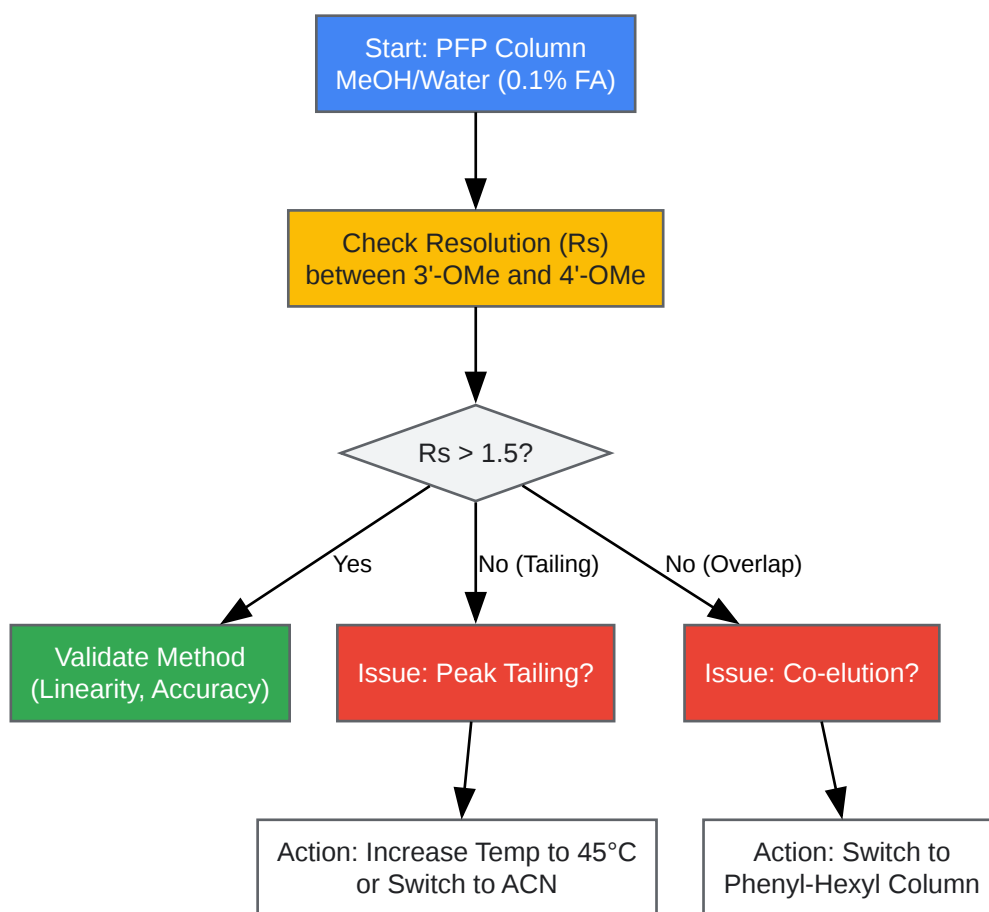 Start: PFP Column
MeOH/Water (0.1% FA)
Check Resolution (Rs)
between 3'-OMe and 4'-OMe
Rs > 1.5?
Yes
No (Tailing)
No (Overlap)
Validate Method
(Linearity, Accuracy)
Issue: Peak Tailing?
Issue: Co-elution?
Action: Increase Temp to 45°C
or Switch to ACN
Action: Switch to
Phenyl-Hexyl Column